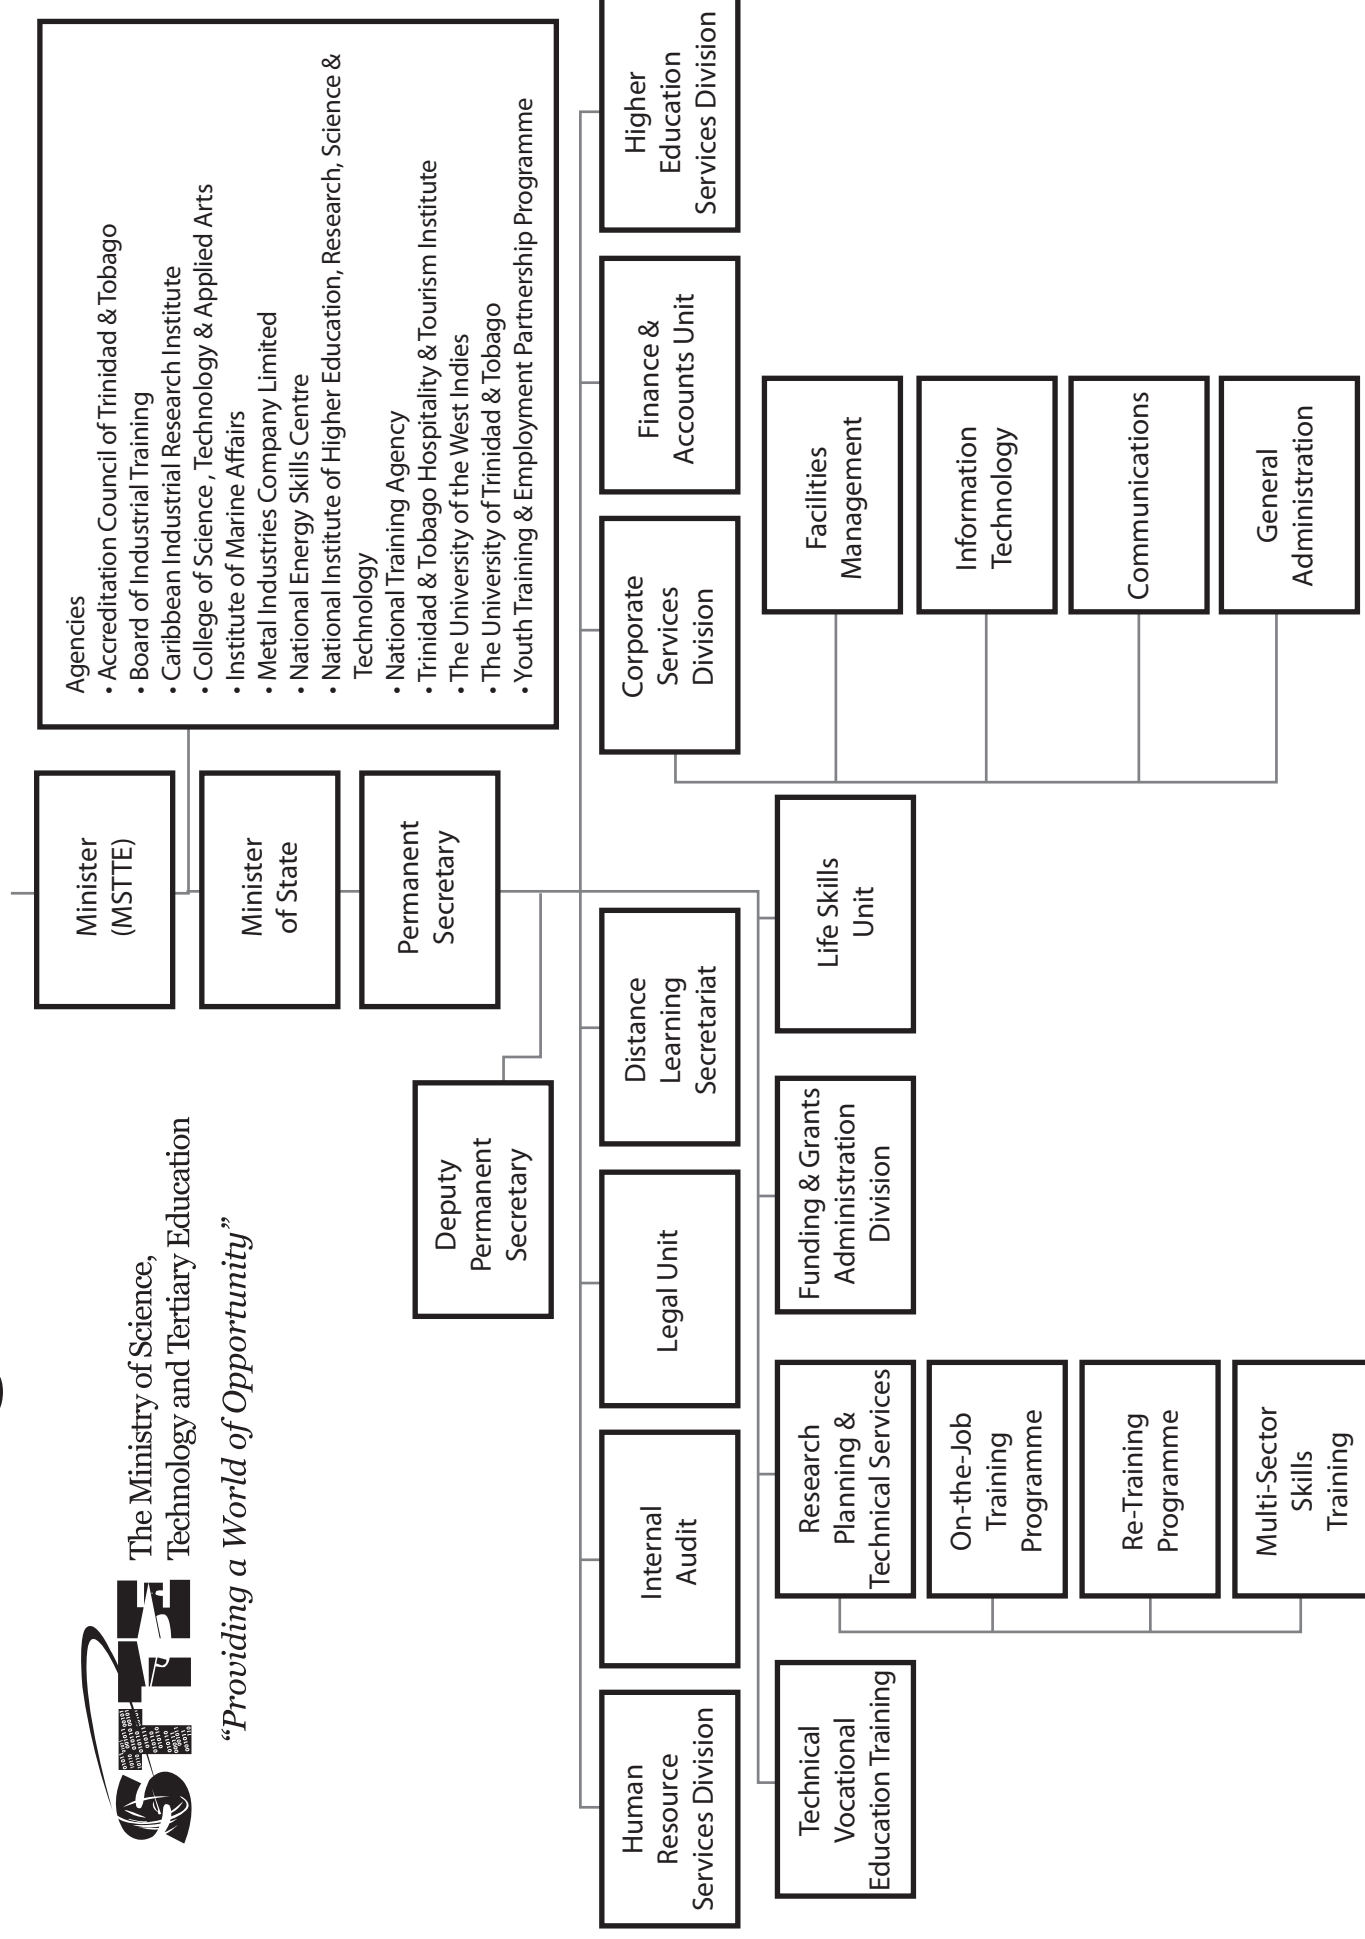 STTE
The Ministry of Science,
Technology and Tertiary Education
“Providing a World of Opportunity”
Minister
(MSTTE)
Agencies
• Accreditation Council of Trinidad & Tobago
• Board of Industrial Training
• Caribbean Industrial Research Institute
• College of Science , Technology & Applied Arts
• Institute of Marine Affairs
• Metal Industries Company Limited
• National Energy Skills Centre
• National Institute of Higher Education, Research, Science &
Technology
• National Training Agency
• Trinidad & Tobago Hospitality & Tourism Institute
• The University of the West Indies
• The University of Trinidad & Tobago
• Youth Training & Employment Partnership Programme
Minister
of State
Permanent
Secretary
Deputy
Permanent
Secretary
Human
Resource
Services Division
Internal
Audit
Legal Unit
Distance
Learning
Secretariat
Corporate
Services
Division
Finance &
Accounts Unit
Higher
Education
Services Division
Technical
Vocational
Education Training
Research
Planning &
Technical Services
Funding & Grants
Administration
Division
Life Skills
Unit
Facilities
Management
On-the-Job
Training
Programme
Information
Technology
Re-Training
Programme
Communications
Multi-Sector
Skills
Training
General
Administration